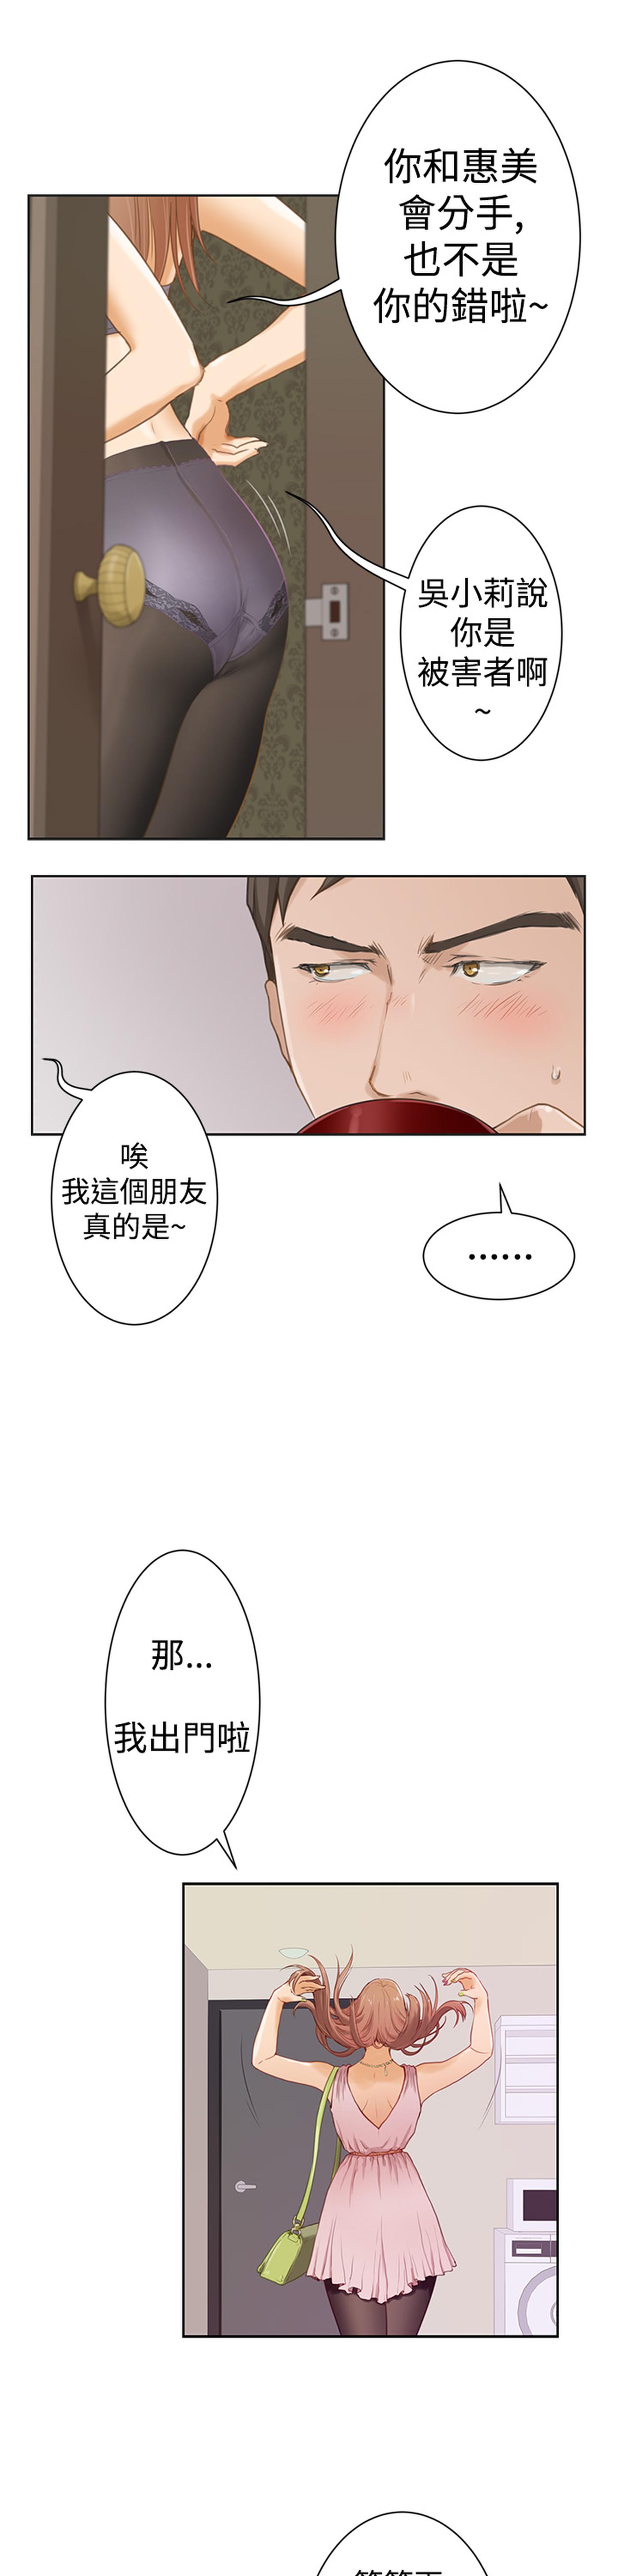 你和惠美
會分手,
也不是
你的錯啦~
吳小莉說
你是
被害者啊
~
唉
我這個朋友
真的是~
......
那...
我出門啦